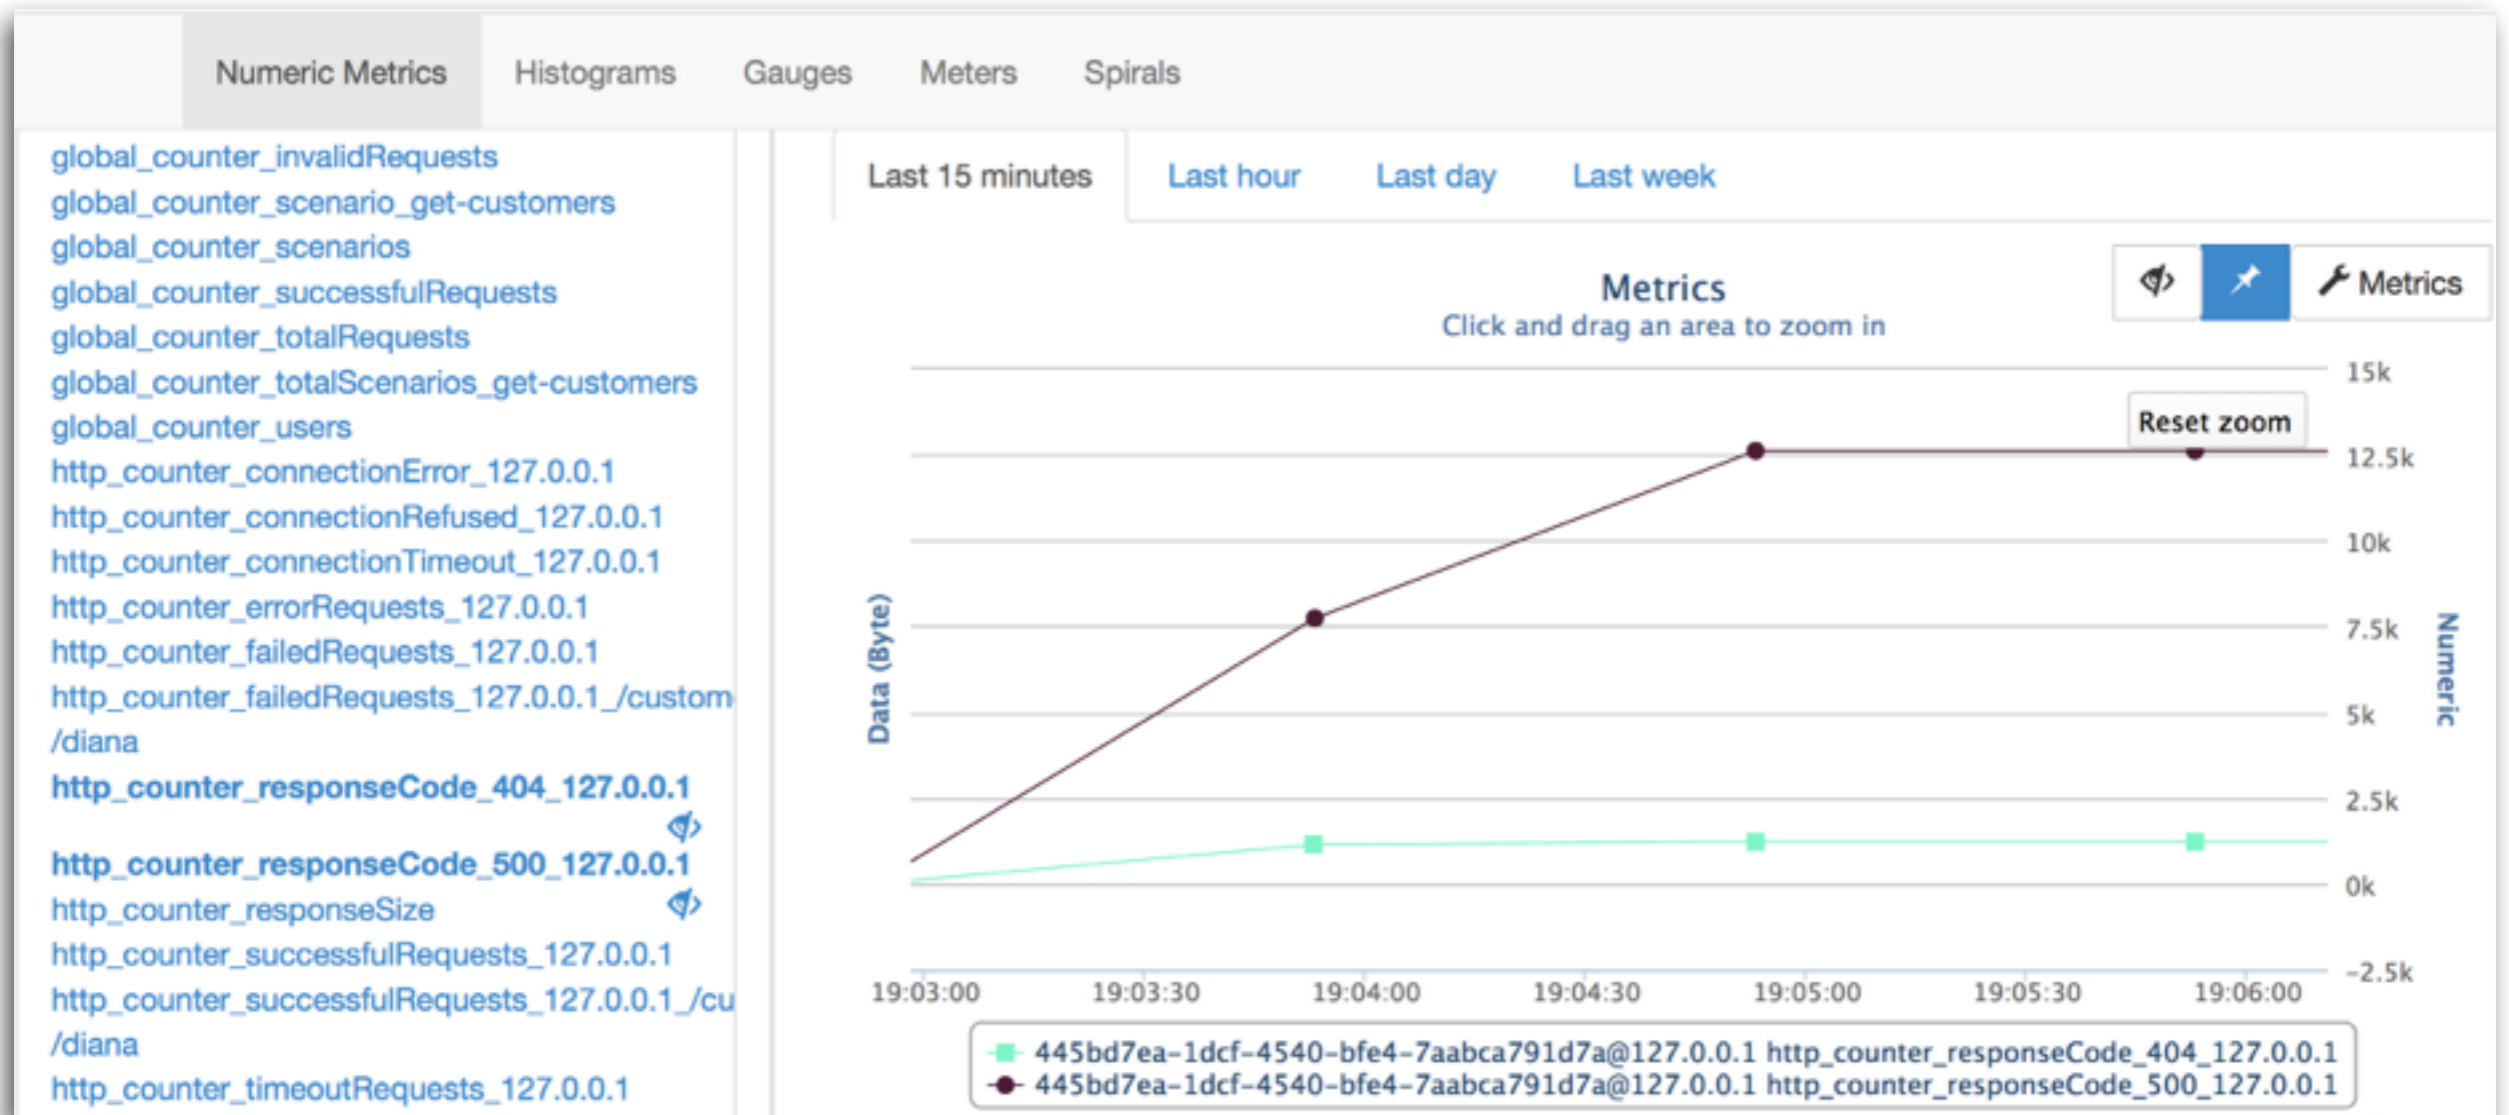 Numeric Metrics Histograms Gauges Meters Spirals
global_counter_invalidRequests
global_counter_scenario_get-customers
global_counter_scenarios
global_counter_successfulRequests
global_counter_totalRequests
global_counter_totalScenarios_get-customers
global_counter_users
http_counter_connectionError_127.0.0.1
http_counter_connectionRefused_127.0.0.1
http_counter_connectionTimeout_127.0.0.1
http_counter_errorRequests_127.0.0.1
http_counter_failedRequests_127.0.0.1
http_counter_failedRequests_127.0.0.1_/custom
/diana
http_counter_responseCode_404_127.0.0.1
http_counter_responseCode_500_127.0.0.1
http_counter_responseSize
http_counter_successfulRequests_127.0.0.1
http_counter_successfulRequests_127.0.0.1_/cu
/diana
http_counter_timeoutRequests_127.0.0.1
Last 15 minutes Last hour Last day Last week
Metrics
Metrics
Click and drag an area to zoom in
Reset zoom
15k
12.5k
10k
7.5k
5k
2.5k
0k
-2.5k
Data (Byte)
Numeric
19:03:00 19:03:30 19:04:00 19:04:30 19:05:00 19:05:30 19:06:00
445bd7ea-1dcf-4540-bfe4-7aabca791d7a@127.0.0.1 http_counter_responseCode_404_127.0.0.1
445bd7ea-1dcf-4540-bfe4-7aabca791d7a@127.0.0.1 http_counter_responseCode_500_127.0.0.1